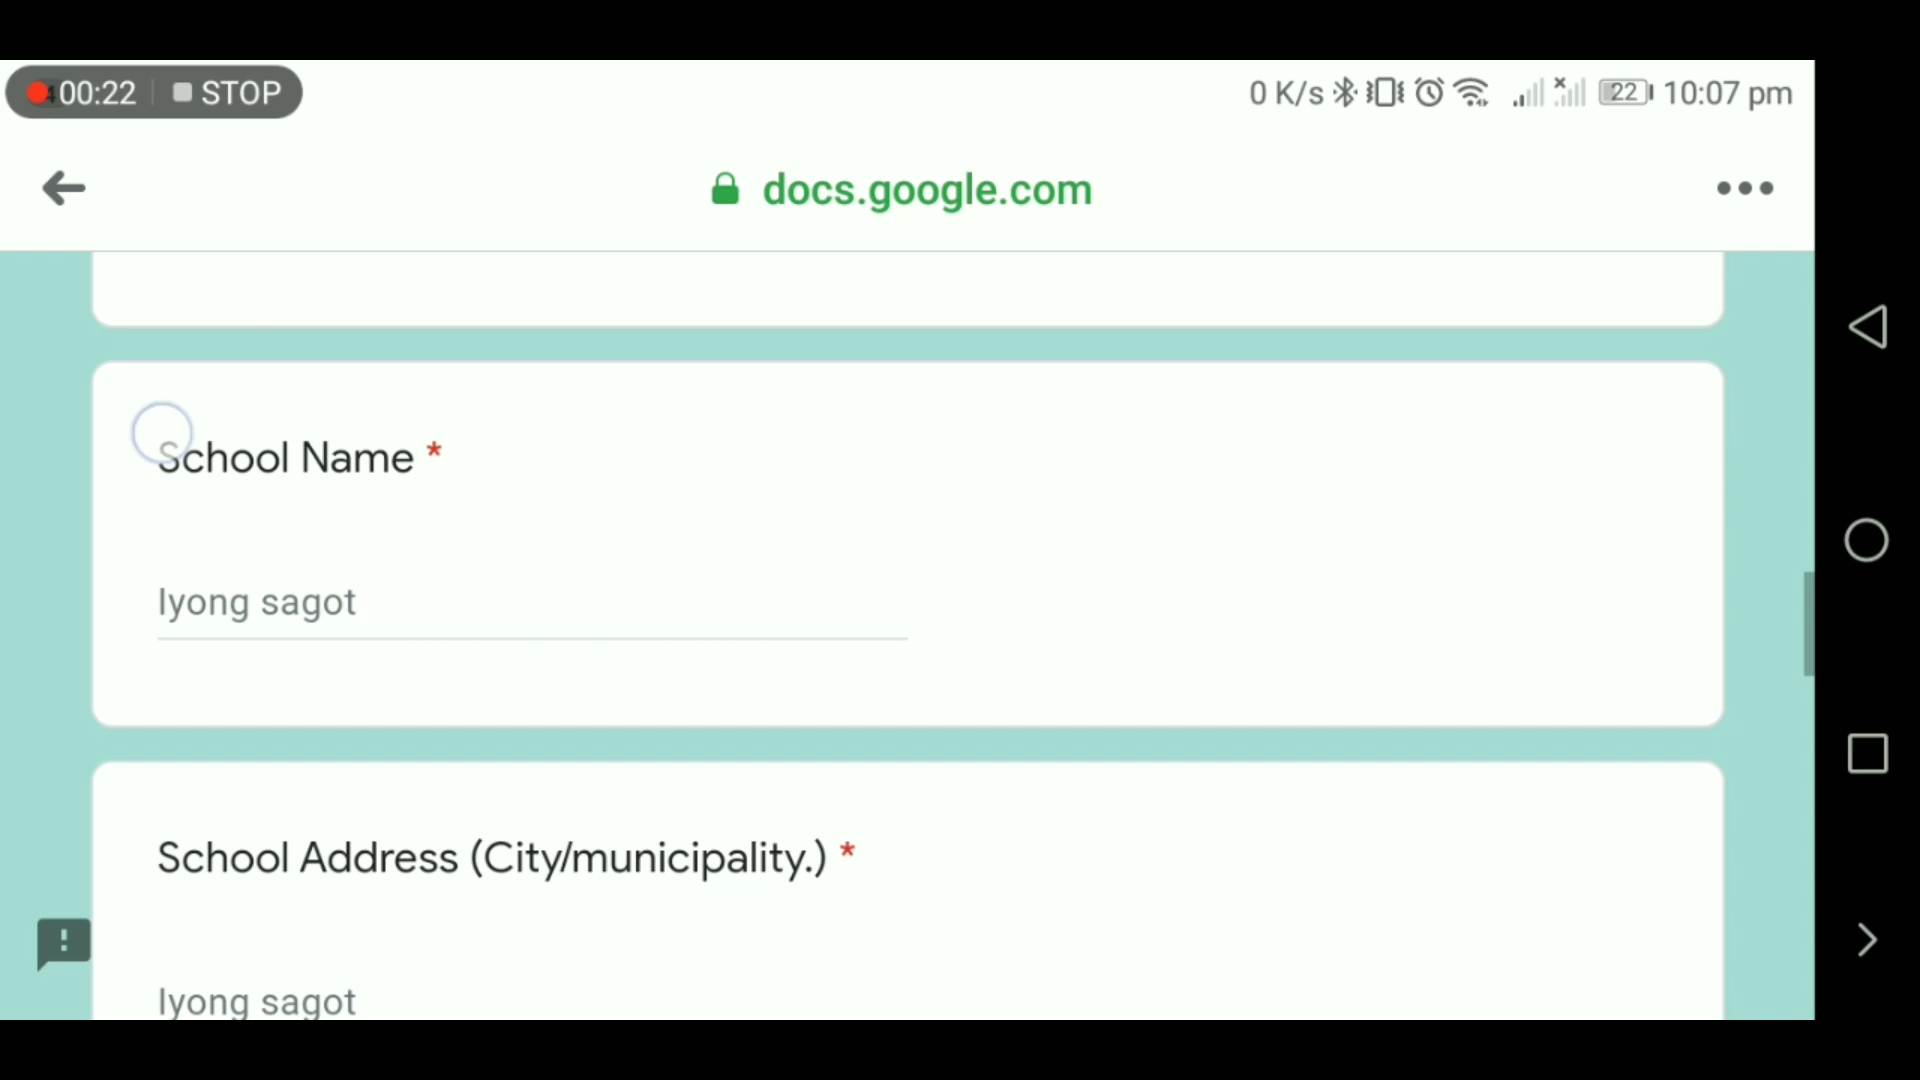 00:22 STOP 0 K/s 22 10:07 pm
docs.google.com
School Name *
Iyong sagot
School Address (City/municipality.) *
Iyong sagot